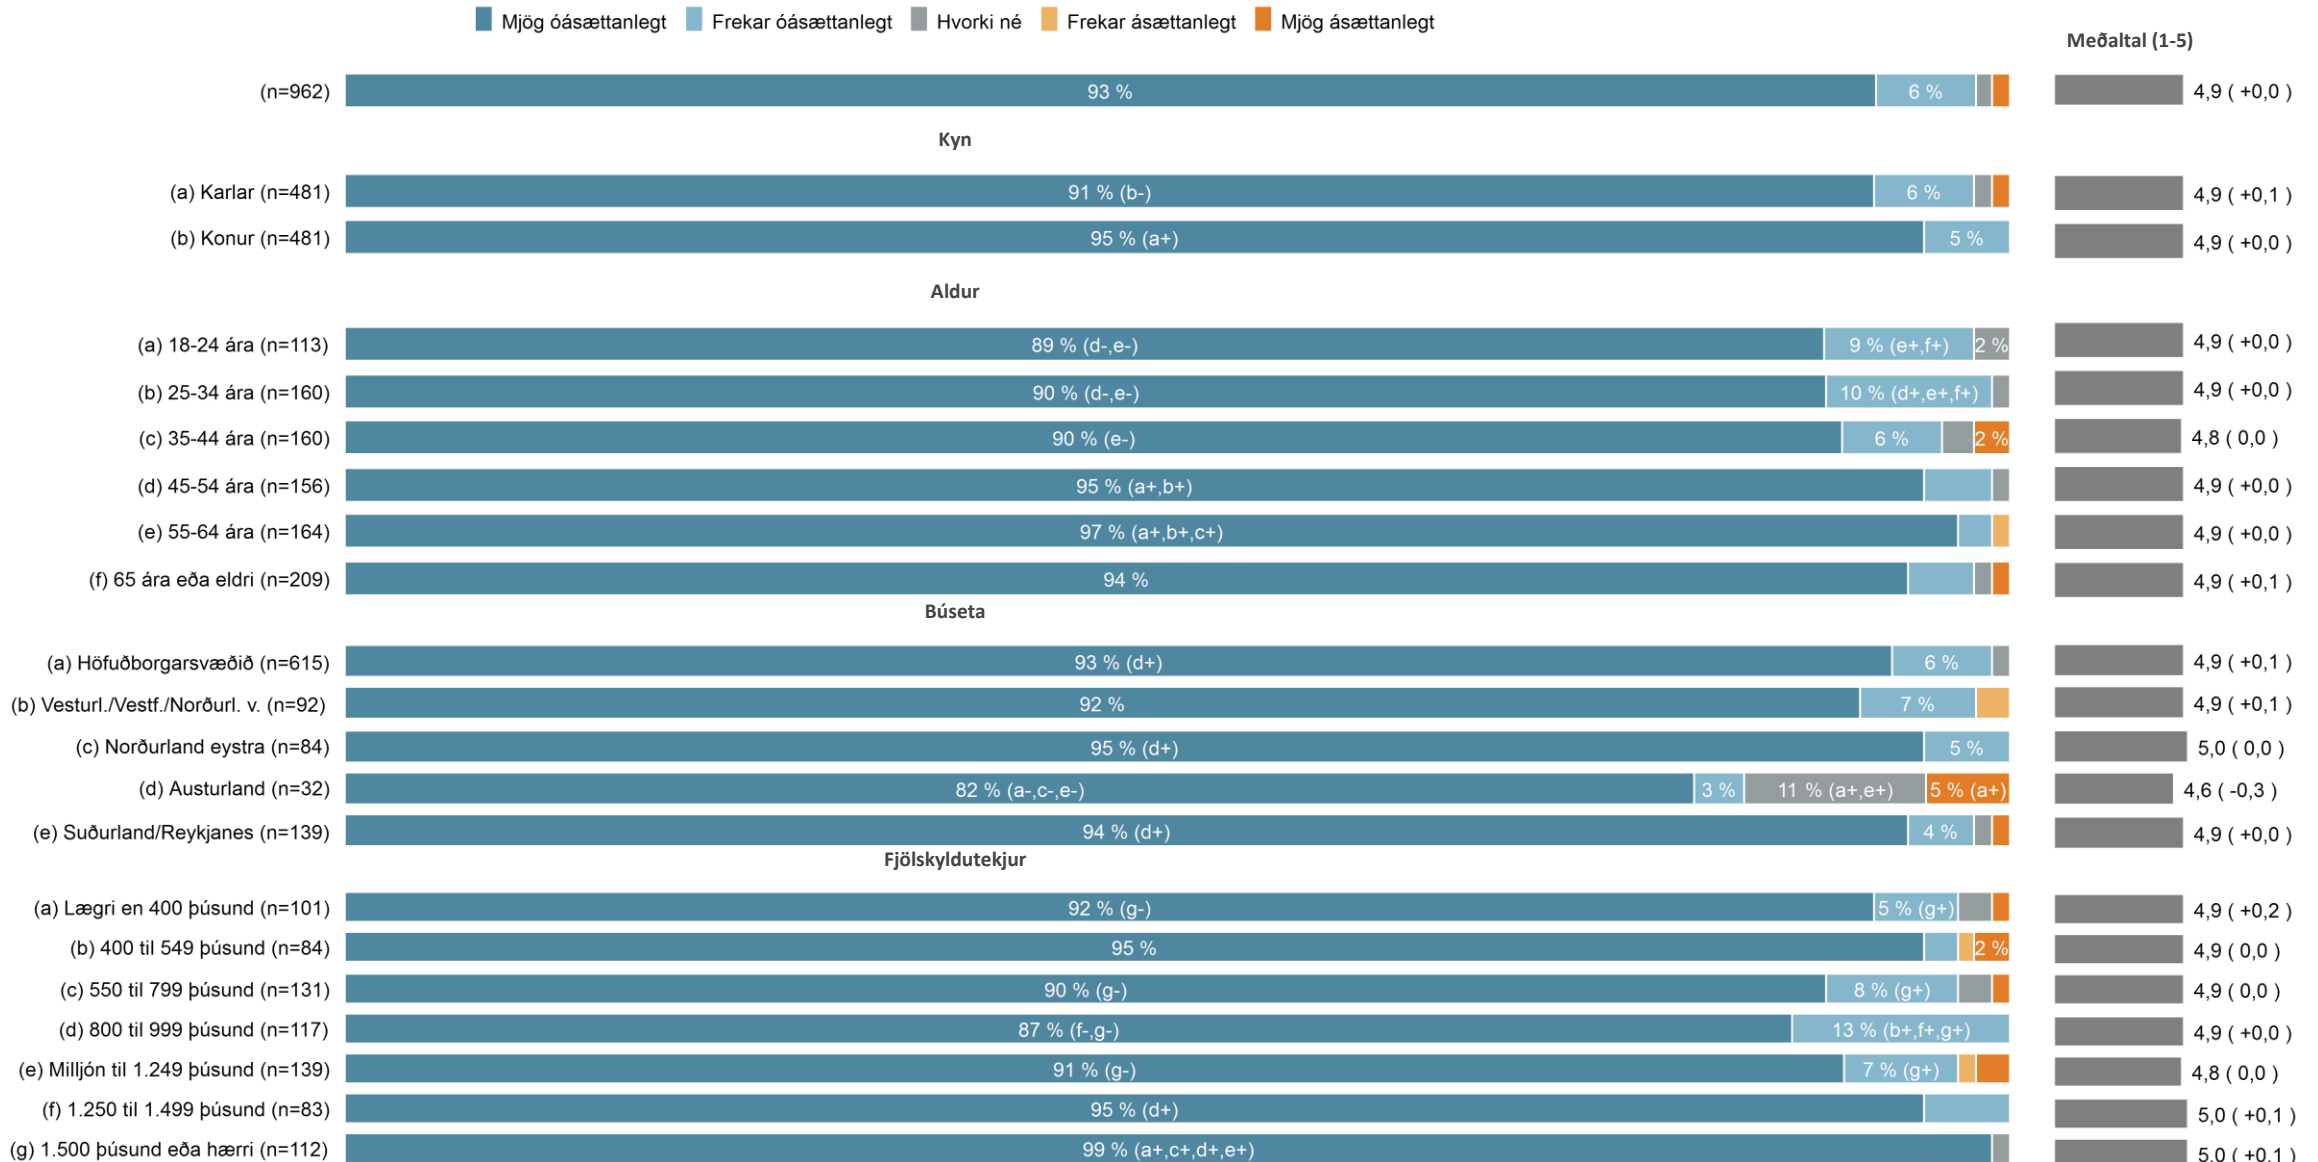 Mjög óásættanlegt Frekar óásættanlegt Hvorki né Frekar ásættanlegt Mjög ásættanlegt
Meðaltal (1-5)
(n=962) 93 % 6 % 4,9 ( +0,0 )
Kyn
(a) Karlar (n=481) 91 % (b-) 6 % 4,9 ( +0,1 )
(b) Konur (n=481) 95 % (a+) 5 % 4,9 ( +0,0 )
Aldur
(a) 18-24 ára (n=113) 89 % (d-,e-) 9 % (e+,f+) 2 % 4,9 ( +0,0 )
(b) 25-34 ára (n=160) 90 % (d-,e-) 10 % (d+,e+,f+) 4,9 ( +0,0 )
(c) 35-44 ára (n=160) 90 % (e-) 6 % 2 % 4,8 ( 0,0 )
(d) 45-54 ára (n=156) 95 % (a+,b+) 4,9 ( +0,0 )
(e) 55-64 ára (n=164) 97 % (a+,b+,c+) 4,9 ( +0,0 )
(f) 65 ára eða eldri (n=209) 94 % 4,9 ( +0,1 )
Búseta
(a) Höfuðborgarsvæðið (n=615) 93 % (d+) 6 % 4,9 ( +0,1 )
(b) Vesturl./Vestf./Norðurl. v. (n=92) 92 % 7 % 4,9 ( +0,1 )
(c) Norðurland eystra (n=84) 95 % (d+) 5 % 5,0 ( 0,0 )
(d) Austurland (n=32) 82 % (a-,c-,e-) 3 % 11 % (a+,e+) 5 % (a+) 4,6 ( -0,3 )
(e) Suðurland/Reykjanes (n=139) 94 % (d+) 4 % 4,9 ( +0,0 )
Fjölskyldutekjur
(a) Lægri en 400 þúsund (n=101) 92 % (g-) 5 % (g+) 4,9 ( +0,2 )
(b) 400 til 549 þúsund (n=84) 95 % 2 % 4,9 ( 0,0 )
(c) 550 til 799 þúsund (n=131) 90 % (g-) 8 % (g+) 4,9 ( 0,0 )
(d) 800 til 999 þúsund (n=117) 87 % (f-,g-) 13 % (b+,f+,g+) 4,9 ( +0,0 )
(e) Milljón til 1.249 þúsund (n=139) 91 % (g-) 7 % (g+) 4,8 ( 0,0 )
(f) 1.250 til 1.499 þúsund (n=83) 95 % (d+) 5,0 ( +0,1 )
(g) 1.500 þúsund eða hærri (n=112) 99 % (a+,c+,d+,e+) 5,0 ( +0,1 )